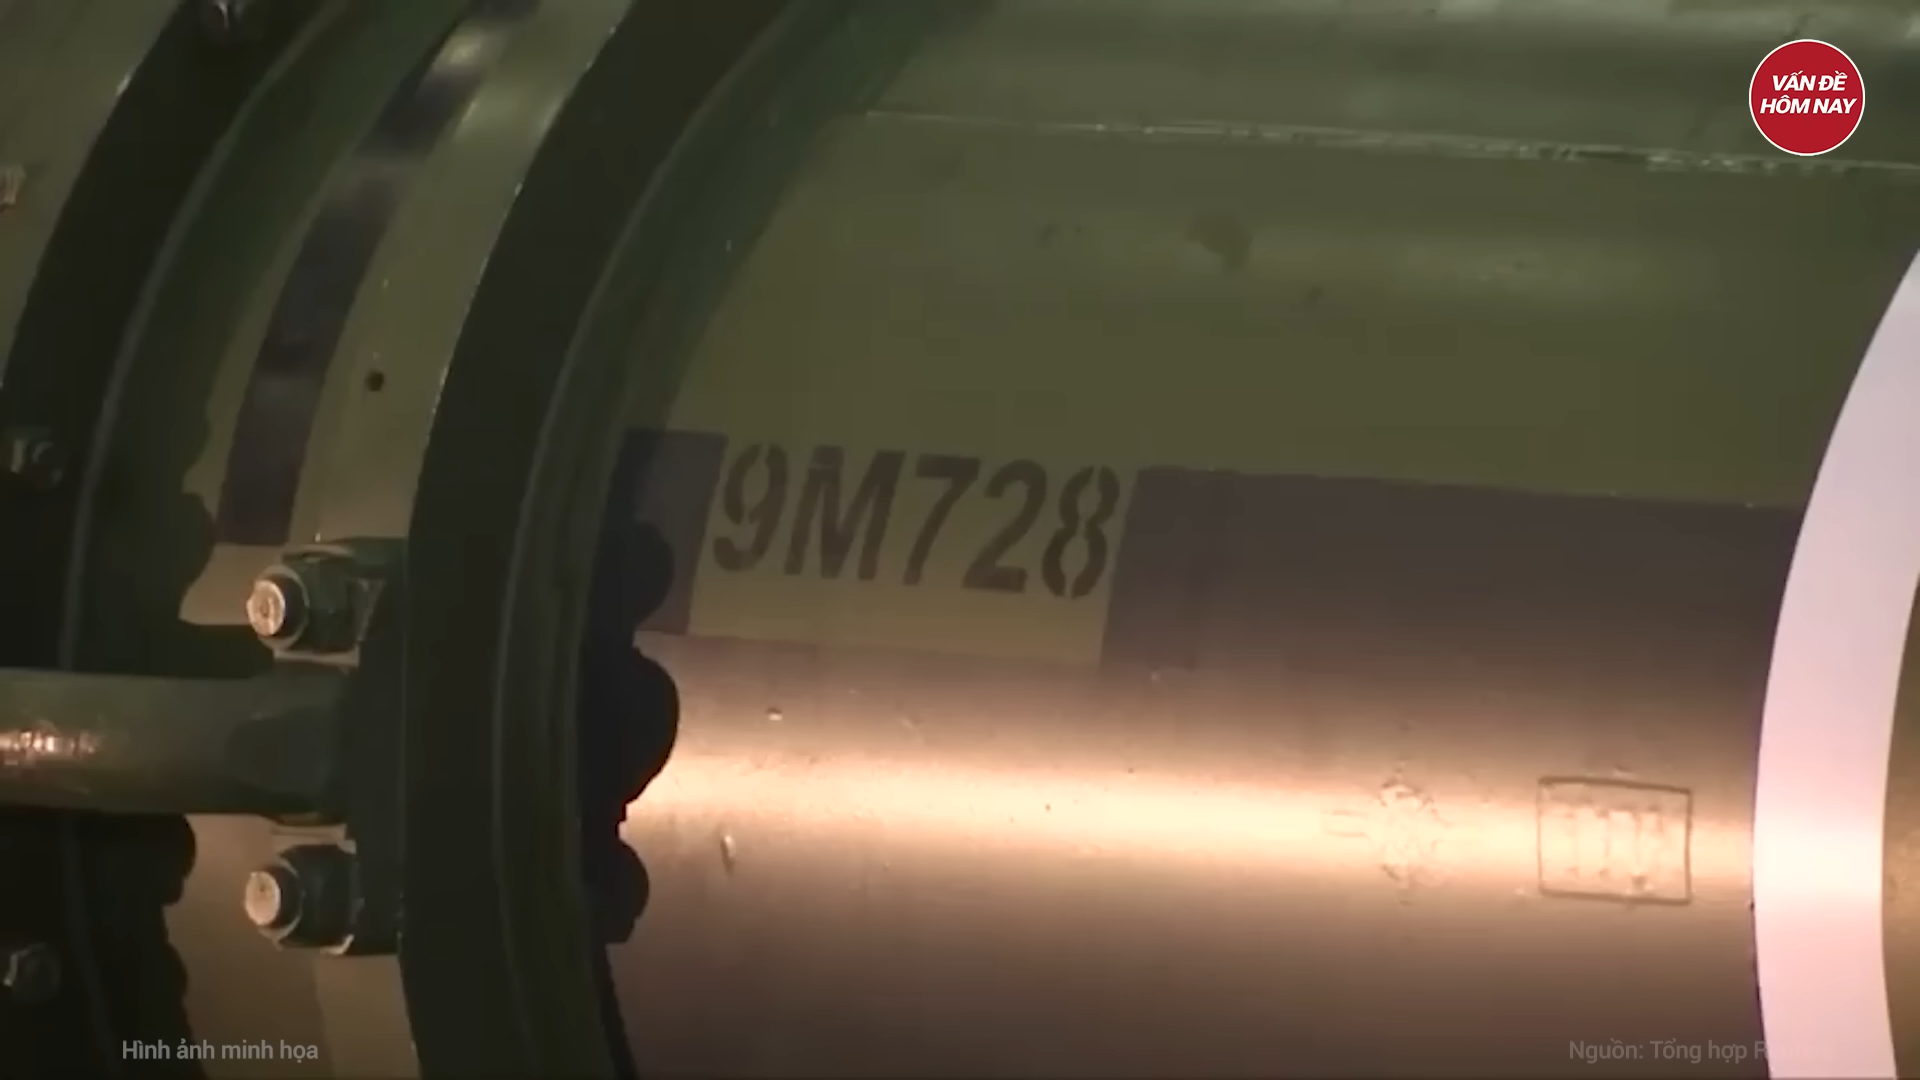 VẤN ĐỀ
HÔM NAY
9M728
Hình ảnh minh họa
Nguồn: Tổng hợp